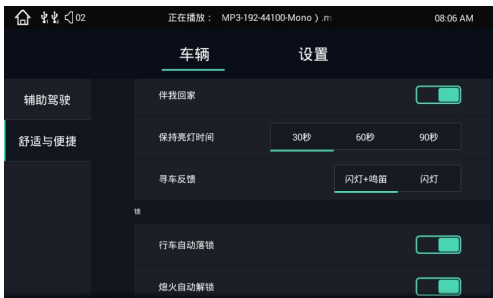 02 正在播放： MP3-192-44100-Mono ) .m 08:06 AM
车辆 设置
辅助驾驶
舒适与便捷
伴我回家
保持亮灯时间 30秒 60秒 90秒
寻车反馈 闪灯+鸣笛 闪灯
锁
行车自动落锁
熄火自动解锁